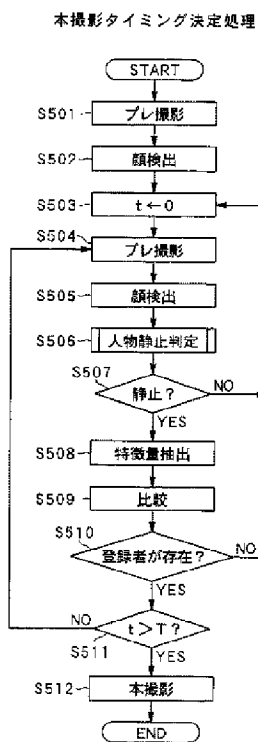 本撮影タイミング決定処理
START
S501 プレ撮影
S502 顔検出
S503 t←0
S504
プレ撮影
S505 顔検出
S506 人物静止判定
S507
静止? NO
YES
S508 特徴量抽出
S509 比較
S510
登録者が存在? NO
YES
NO t>T?
S511
YES
S512 本撮影
END